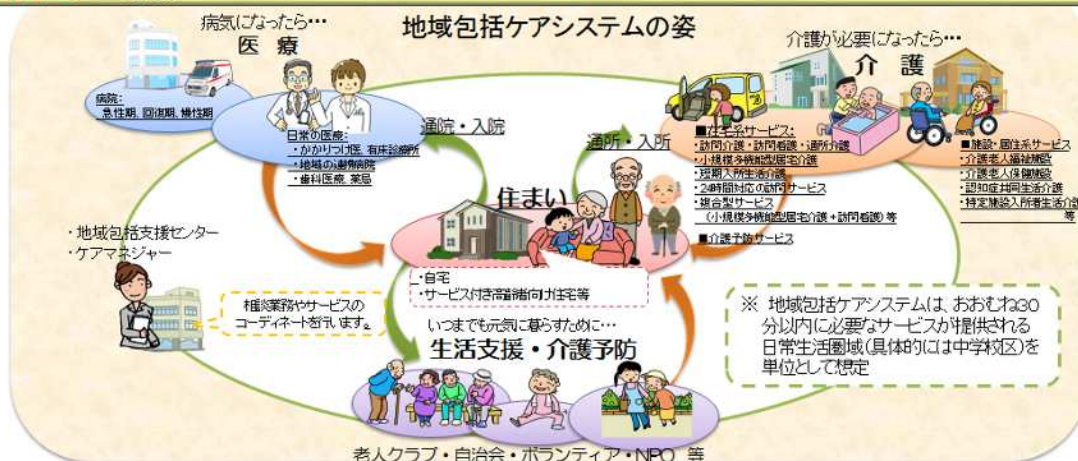 地域包括ケアシステムの姿
病気になったら…
医 療
病院:
急性期、回復期、慢性期
日常の医療:
・かかりつけ医、有床診療所
・地域の連携病院
・歯科医療、薬局
通院・入院
通所・入所
介護が必要になったら…
介 護
■在宅系サービス:
・訪問介護・訪問看護・通所介護
・小規模多機能型居宅介護
・短期入所生活介護
・24時間対応の訪問サービス
・複合型サービス
(小規模多機能型居宅介護+訪問看護)等
■介護予防サービス
■施設・居住系サービス
・介護老人福祉施設
・介護老人保健施設
・認知症共同生活介護
・特定施設入所者生活介
等
住まい
・自宅
・サービス付き高齢者向け住宅等
・地域包括支援センター
・ケアマネジャー
相談業務やサービスの
コーディネートを行います。
いつまでも元気に暮らすために…
生活支援・介護予防
老人クラブ・自治会・ボランティア・NPO 等
※ 地域包括ケアシステムは、おおむね30
分以内に必要なサービスが提供される
日常生活圏域(具体的には中学校区)を
単位として想定